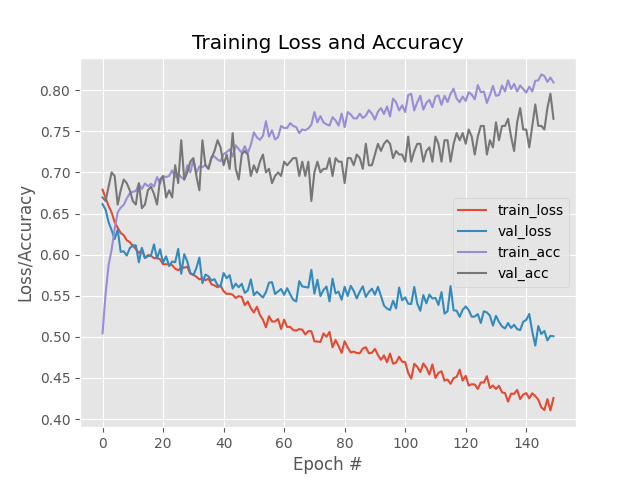 Training Loss and Accuracy
Loss/Accuracy
0.80
0.75
0.70
0.65
0.60
0.55
0.50
0.45
0.40
train_loss
val_loss
train_acc
val_acc
0 20 40 60 80 100 120 140
Epoch #